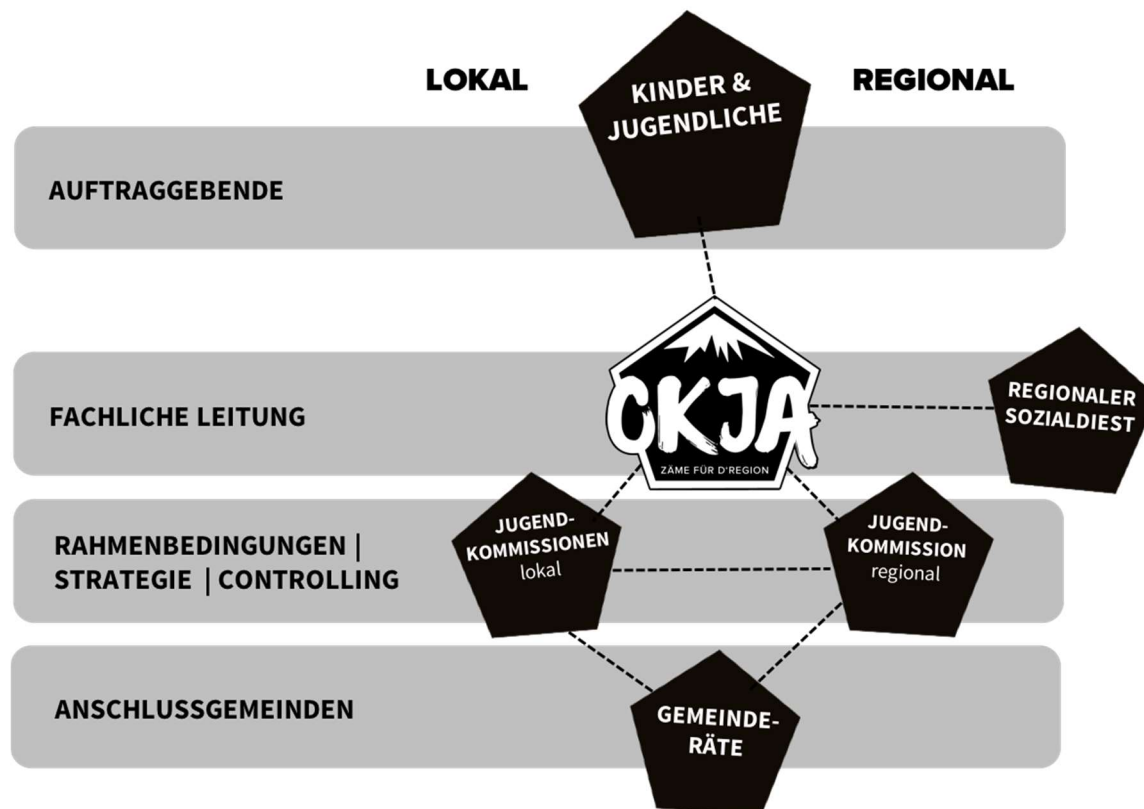 LOKAL
REGIONAL
KINDER &
JUGENDLICHE
AUFTRAGGEBENDE
FACHLICHE LEITUNG
OKJA
ZÄME FÜR D'REGION
REGIONALER
SOZIALDIEST
RAHMENBEDINGUNGEN |
STRATEGIE | CONTROLLING
JUGEND-
KOMMISSIONEN
lokal
JUGEND-
KOMMISSION
regional
ANSCHLUSSGEMEINDEN
GEMEINDE-
RÄTE